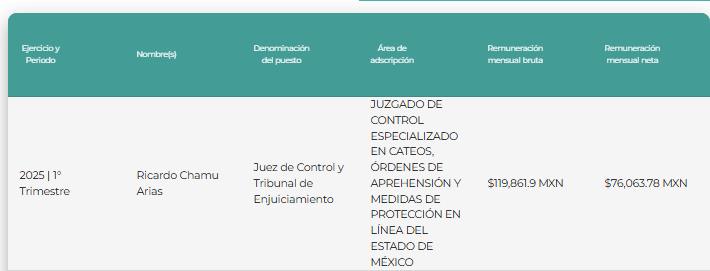 Ejercicio y
Periodo
Nombre(s)
Denominación
del puesto
Área de
adscripción
Remuneración
mensual bruta
Remuneración
mensual neta
2025 | 1°
Trimestre
Ricardo Chamu
Arias
Juez de Control y
Tribunal de
Enjuiciamiento
JUZGADO DE
CONTROL
ESPECIALIZADO
EN CATEOS,
ÓRDENES DE
APREHENSIÓN Y
MEDIDAS DE
PROTECCIÓN EN
LÍNEA DEL
ESTADO DE
MÉXICO
$119,861.9 MXN
$76,063.78 MXN